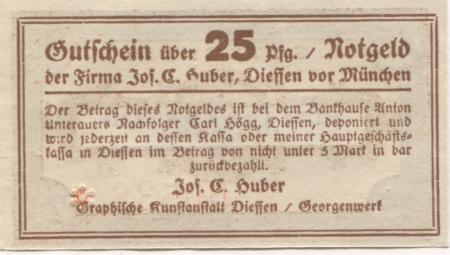 Gutschein über 25 Pfg. / Notgeld
der Firma Jos. C. Huber, Diessen vor München
Der Betrag dieses Notgeldes ist bei dem Bankhause Anton
Unterauers Nachfolger Carl Högg, Diessen, deponiert und
wird jederzeit an dessen Kassa oder meiner Hauptgeschäfts-
kassa in Diessen im Betrag von nicht unter 5 Mark in bar
zurückbezahlt.
Jos. C. Huber
Graphische Kunstanstalt Diessen / Georgenwerk